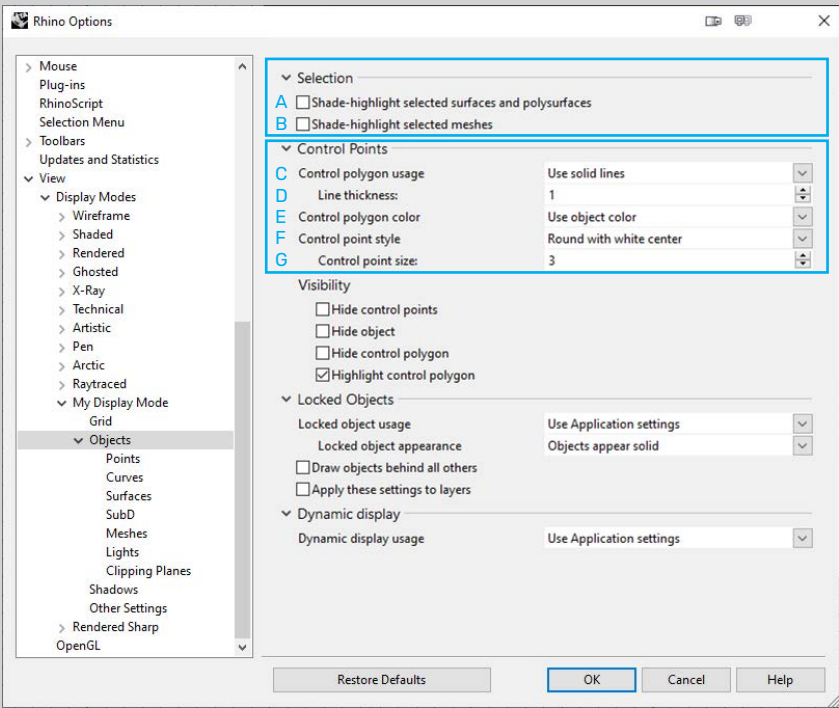 Rhino Options
Mouse
Plug-ins
RhinoScript
Selection Menu
Toolbars
Updates and Statistics
View
Display Modes
Wireframe
Shaded
Rendered
Ghosted
X-Ray
Technical
Artistic
Pen
Arctic
Raytraced
My Display Mode
Grid
Objects
Points
Curves
Surfaces
SubD
Meshes
Lights
Clipping Planes
Shadows
Other Settings
Rendered Sharp
OpenGL
Selection
A Shade-highlight selected surfaces and polysurfaces
B Shade-highlight selected meshes
Control Points
C Control polygon usage Use solid lines
D Line thickness: 1
E Control polygon color Use object color
F Control point style Round with white center
G Control point size: 3
Visibility
Hide control points
Hide object
Hide control polygon
Highlight control polygon
Locked Objects
Locked object usage Use Application settings
Locked object appearance Objects appear solid
Draw objects behind all others
Apply these settings to layers
Dynamic display
Dynamic display usage Use Application settings
Restore Defaults OK Cancel Help